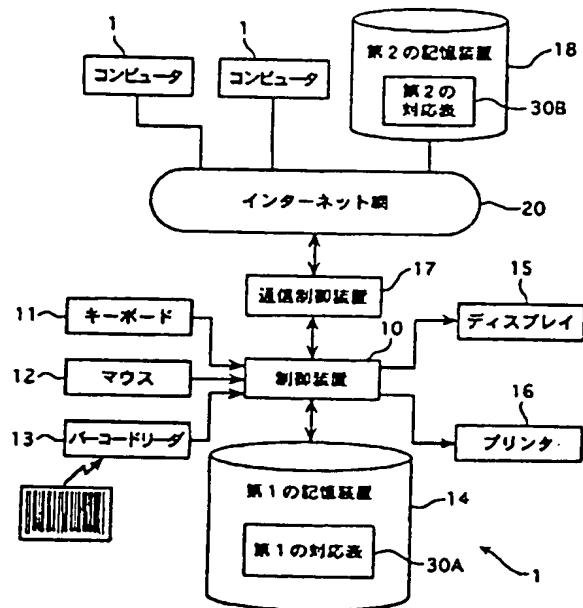 1
1
コンピュータ
コンピュータ
第2の記憶装置
18
第2の
対応表
30B
インターネット網
20
17
通信制御装置
11
キーボード
10
15
ディスプレイ
12
マウス
制御装置
16
13
バーコードリーダ
プリンタ
第1の記憶装置
14
第1の対応表
30A
1